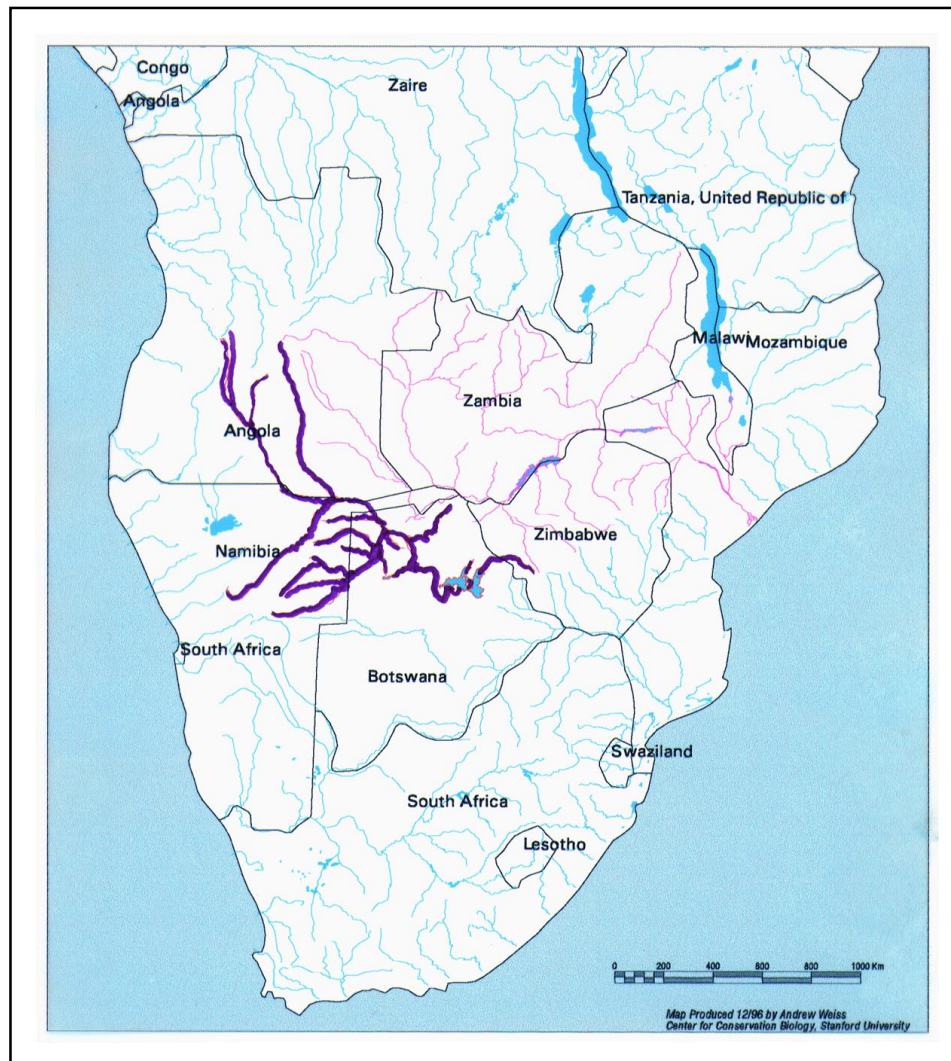 Congo
Zaire
Angola
Tanzania, United Republic of
Malawi
Mozambique
Zambia
Angola
Zimbabwe
Namibia
South Africa
Botswana
Swaziland
South Africa
Lesotho
0 200 400 600 800 1000 Km
Map Produced 12/96 by Andrew Weiss
Center for Conservation Biology, Stanford University